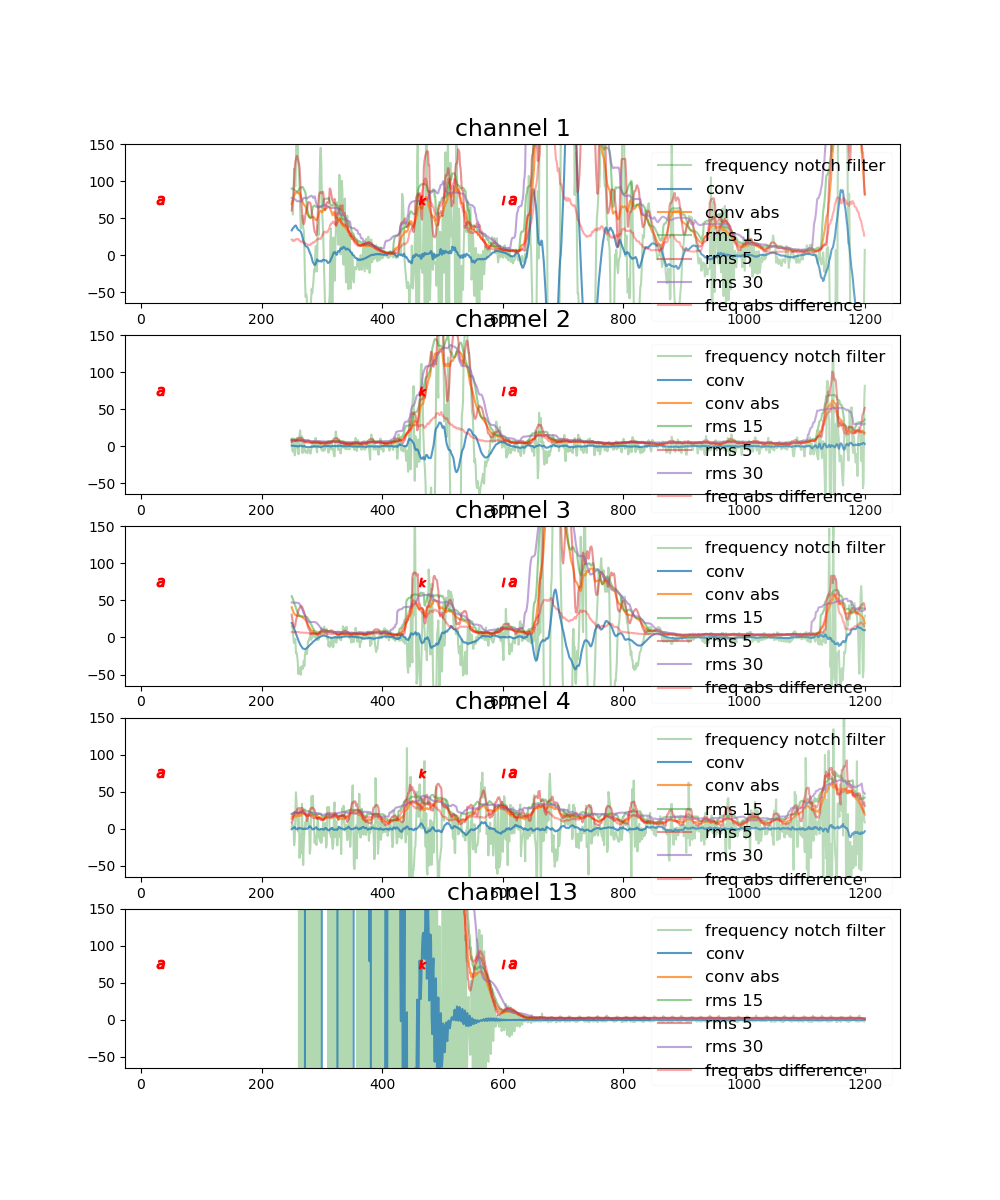 channel 1
150
100
50
0
−50
a
k
l a
frequency notch filter
conv
conv abs
rms 15
rms 5
rms 30
freq abs difference
0 200 400 600 800 1000 1200
channel 2
150
100
50
0
−50
a
k
l a
frequency notch filter
conv
conv abs
rms 15
rms 5
rms 30
freq abs difference
0 200 400 600 800 1000 1200
channel 3
150
100
50
0
−50
a
k
l a
frequency notch filter
conv
conv abs
rms 15
rms 5
rms 30
freq abs difference
0 200 400 600 800 1000 1200
channel 4
150
100
50
0
−50
a
k
l a
frequency notch filter
conv
conv abs
rms 15
rms 5
rms 30
freq abs difference
0 200 400 600 800 1000 1200
channel 13
150
100
50
0
−50
a
k
l a
frequency notch filter
conv
conv abs
rms 15
rms 5
rms 30
freq abs difference
0 200 400 600 800 1000 1200